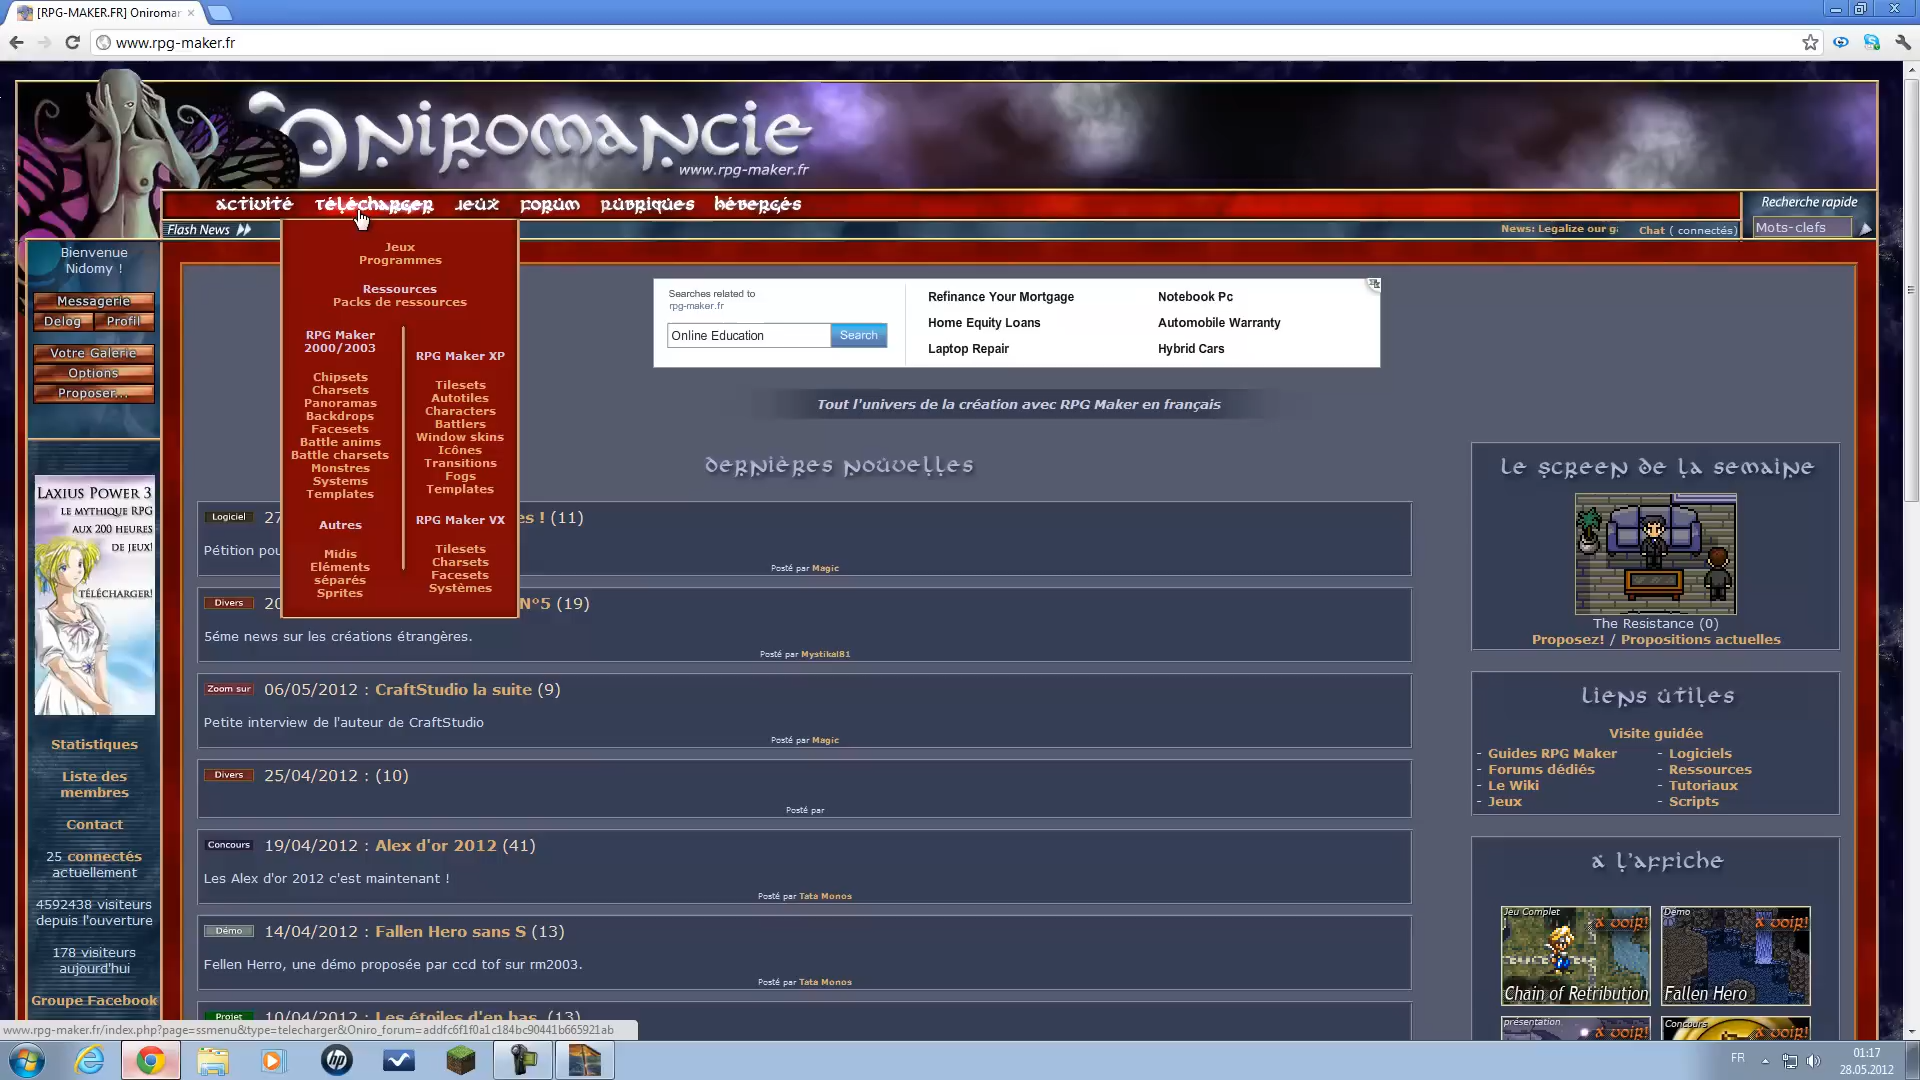 [RPG-MAKER.FR] Oniromar
www.rpg-maker.fr
Oniromancie
www.rpg-maker.fr
Activité Télécharger Jeux Forum Rubriques Hébergés
Recherche rapide
Mots-clefs
Flash News
News: Legalize our ga
Chat ( connectés)
Bienvenue
Nidomy !
Messagerie
Delog Profil
Votre Galerie
Options
Proposer...
LAXIUS POWER 3
LE MYTHIQUE RPG
AUX 200 HEURES
DE JEUX!
TÉLÉCHARGER!
Statistiques
Liste des
membres
Contact
25 connectés
actuellement
4592438 visiteurs
depuis l'ouverture
178 visiteurs
aujourd'hui
Groupe Facebook
Jeux
Programmes
Ressources
Packs de ressources
RPG Maker
2000/2003
Chipsets
Charsets
Panoramas
Backdrops
Facesets
Battle anims
Battle charsets
Monstres
Systems
Templates
Autres
Midis
Eléments
séparés
Sprites
RPG Maker XP
Tilesets
Autotiles
Characters
Battlers
Window skins
Icônes
Transitions
Fogs
Templates
RPG Maker VX
Tilesets
Charsets
Facesets
Systèmes
Searches related to
rpg-maker.fr
Online Education
Search
Refinance Your Mortgage
Home Equity Loans
Laptop Repair
Notebook Pc
Automobile Warranty
Hybrid Cars
Tout l'univers de la création avec RPG Maker en français
Dernières nouvelles
Logiciel 27 es ! (11)
Pétition pou
Posté par Magic
Divers 20 N°5 (19)
5éme news sur les créations étrangères.
Posté par Mystikal81
Zoom sur 06/05/2012 : CraftStudio la suite (9)
Petite interview de l'auteur de CraftStudio
Posté par Magic
Divers 25/04/2012 : (10)
Posté par
Concours 19/04/2012 : Alex d'or 2012 (41)
Les Alex d'or 2012 c'est maintenant !
Posté par Tata Monos
Démo 14/04/2012 : Fallen Hero sans S (13)
Fellen Herro, une démo proposée par ccd tof sur rm2003.
Posté par Tata Monos
Projet 10/04/2012 : Les étoiles d'en bas. (13)
Le screen de la semaine
The Resistance (0)
Proposez! / Propositions actuelles
Liens utiles
Visite guidée
- Guides RPG Maker
- Forums dédiés
- Le Wiki
- Jeux
- Logiciels
- Ressources
- Tutoriaux
- Scripts
A l'affiche
Jeu Complet
A voir!
Chain of Retribution
Démo
A voir!
Fallen Hero
présentation
A voir!
Concours
A voir!
www.rpg-maker.fr/index.php?page=ssmenu&type=telecharger&Oniro_forum=addfc6f1f0a1c184bc90441b665921ab
FR
01:17
28.05.2012